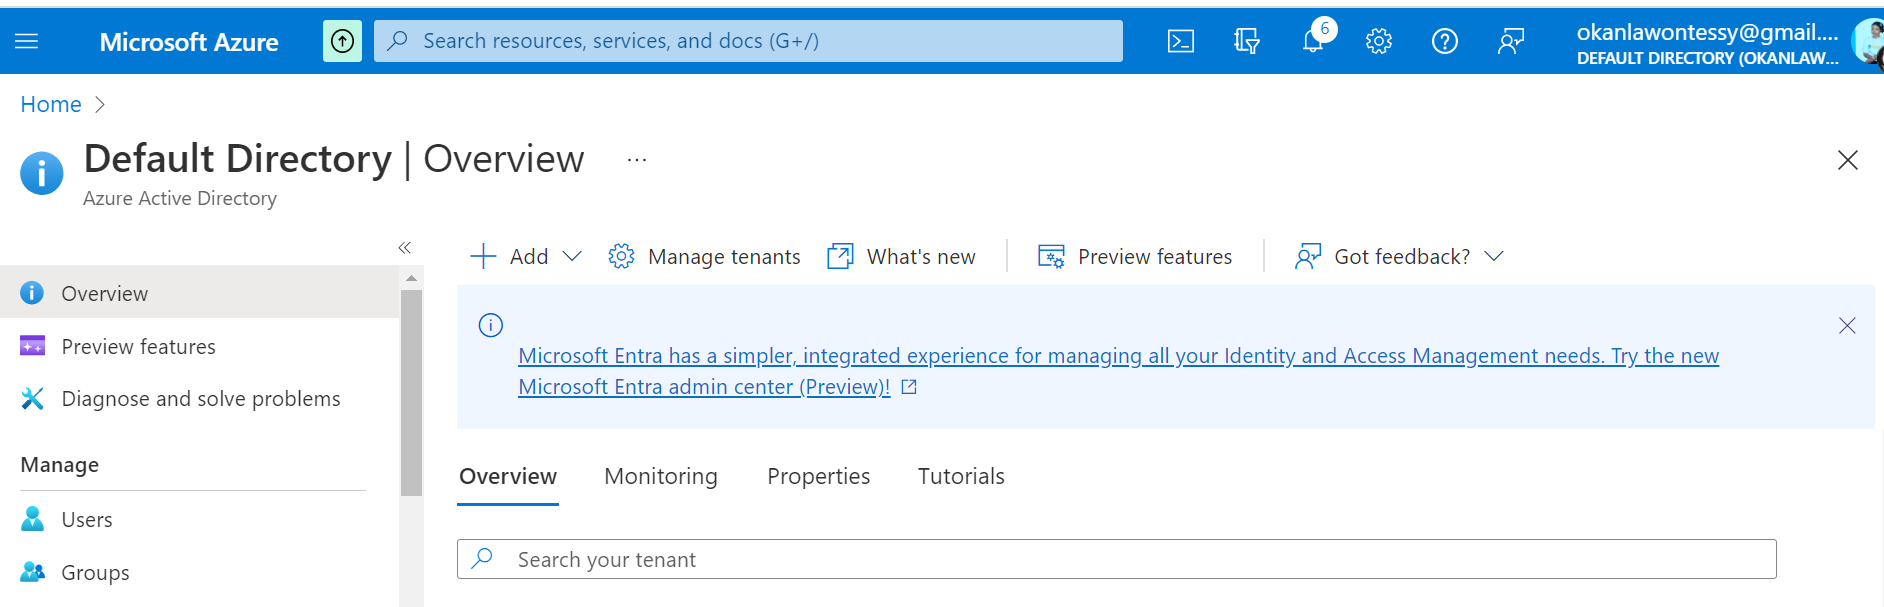 Microsoft Azure
Search resources, services, and docs (G+/)
6
okanlawontessy@gmail....
DEFAULT DIRECTORY (OKANLAW...
Home
Default Directory | Overview
...
Azure Active Directory
Overview
Preview features
Diagnose and solve problems
Manage
Users
Groups
Add
Manage tenants
What's new
Preview features
Got feedback?
Microsoft Entra has a simpler, integrated experience for managing all your Identity and Access Management needs. Try the new
Microsoft Entra admin center (Preview)!
Overview
Monitoring
Properties
Tutorials
Search your tenant